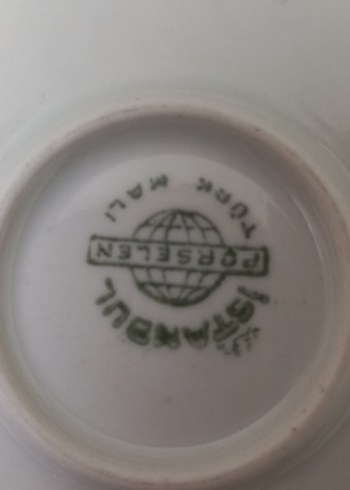 İSTANBUL
PORSELEN
TÜRK MALI